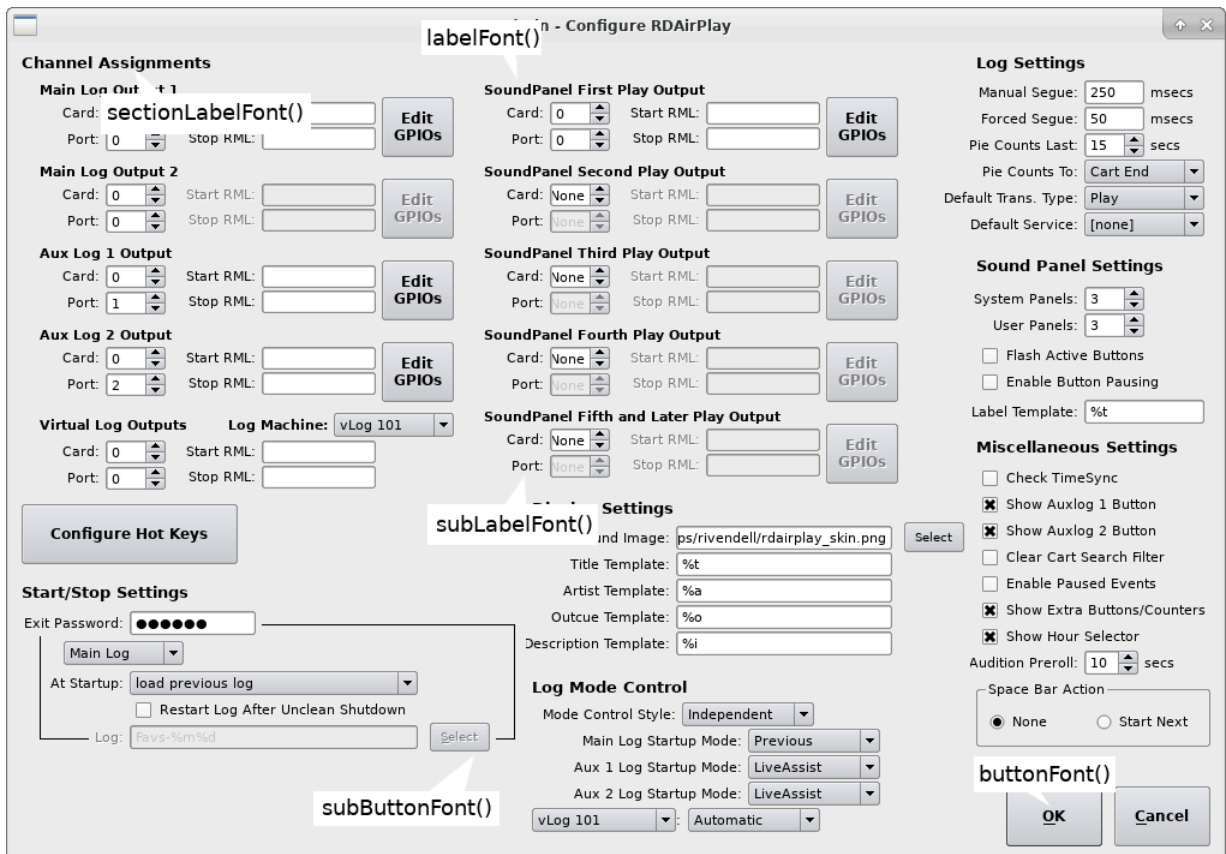 n - Configure RDAirPlay
labelFont()
Channel Assignments
sectionLabelFont()
Main Log Output 1
Card:
Port: 0 Stop RML:
Edit
GPIOs
Main Log Output 2
Card: 0 Start RML:
Port: 0 Stop RML:
Edit
GPIOs
Aux Log 1 Output
Card: 0 Start RML:
Port: 1 Stop RML:
Edit
GPIOs
Aux Log 2 Output
Card: 0 Start RML:
Port: 2 Stop RML:
Edit
GPIOs
Virtual Log Outputs Log Machine: vLog 101
Card: 0 Start RML:
Port: 0 Stop RML:
Configure Hot Keys
Start/Stop Settings
Exit Password: ●●●●●●
Main Log
At Startup: load previous log
Restart Log After Unclean Shutdown
Log: Favs-%m%d Select
subButtonFont()
SoundPanel First Play Output
Card: 0 Start RML:
Port: 0 Stop RML:
Edit
GPIOs
SoundPanel Second Play Output
Card: None Start RML:
Port: None Stop RML:
Edit
GPIOs
SoundPanel Third Play Output
Card: None Start RML:
Port: None Stop RML:
Edit
GPIOs
SoundPanel Fourth Play Output
Card: None Start RML:
Port: None Stop RML:
Edit
GPIOs
SoundPanel Fifth and Later Play Output
Card: None Start RML:
Port: None Stop RML:
Edit
GPIOs
subLabelFont()
Settings
Image: ps/rivendell/rdairplay_skin.png Select
Title Template: %t
Artist Template: %a
Outcue Template: %o
Description Template: %i
Log Mode Control
Mode Control Style: Independent
Main Log Startup Mode: Previous
Aux 1 Log Startup Mode: LiveAssist
Aux 2 Log Startup Mode: LiveAssist
vLog 101 : Automatic
Log Settings
Manual Segue: 250 msecs
Forced Segue: 50 msecs
Pie Counts Last: 15 secs
Pie Counts To: Cart End
Default Trans. Type: Play
Default Service: [none]
Sound Panel Settings
System Panels: 3
User Panels: 3
Flash Active Buttons
Enable Button Pausing
Label Template: %t
Miscellaneous Settings
Check TimeSync
Show Auxlog 1 Button
Show Auxlog 2 Button
Clear Cart Search Filter
Enable Paused Events
Show Extra Buttons/Counters
Show Hour Selector
Audition Preroll: 10 secs
Space Bar Action
None Start Next
buttonFont()
OK Cancel